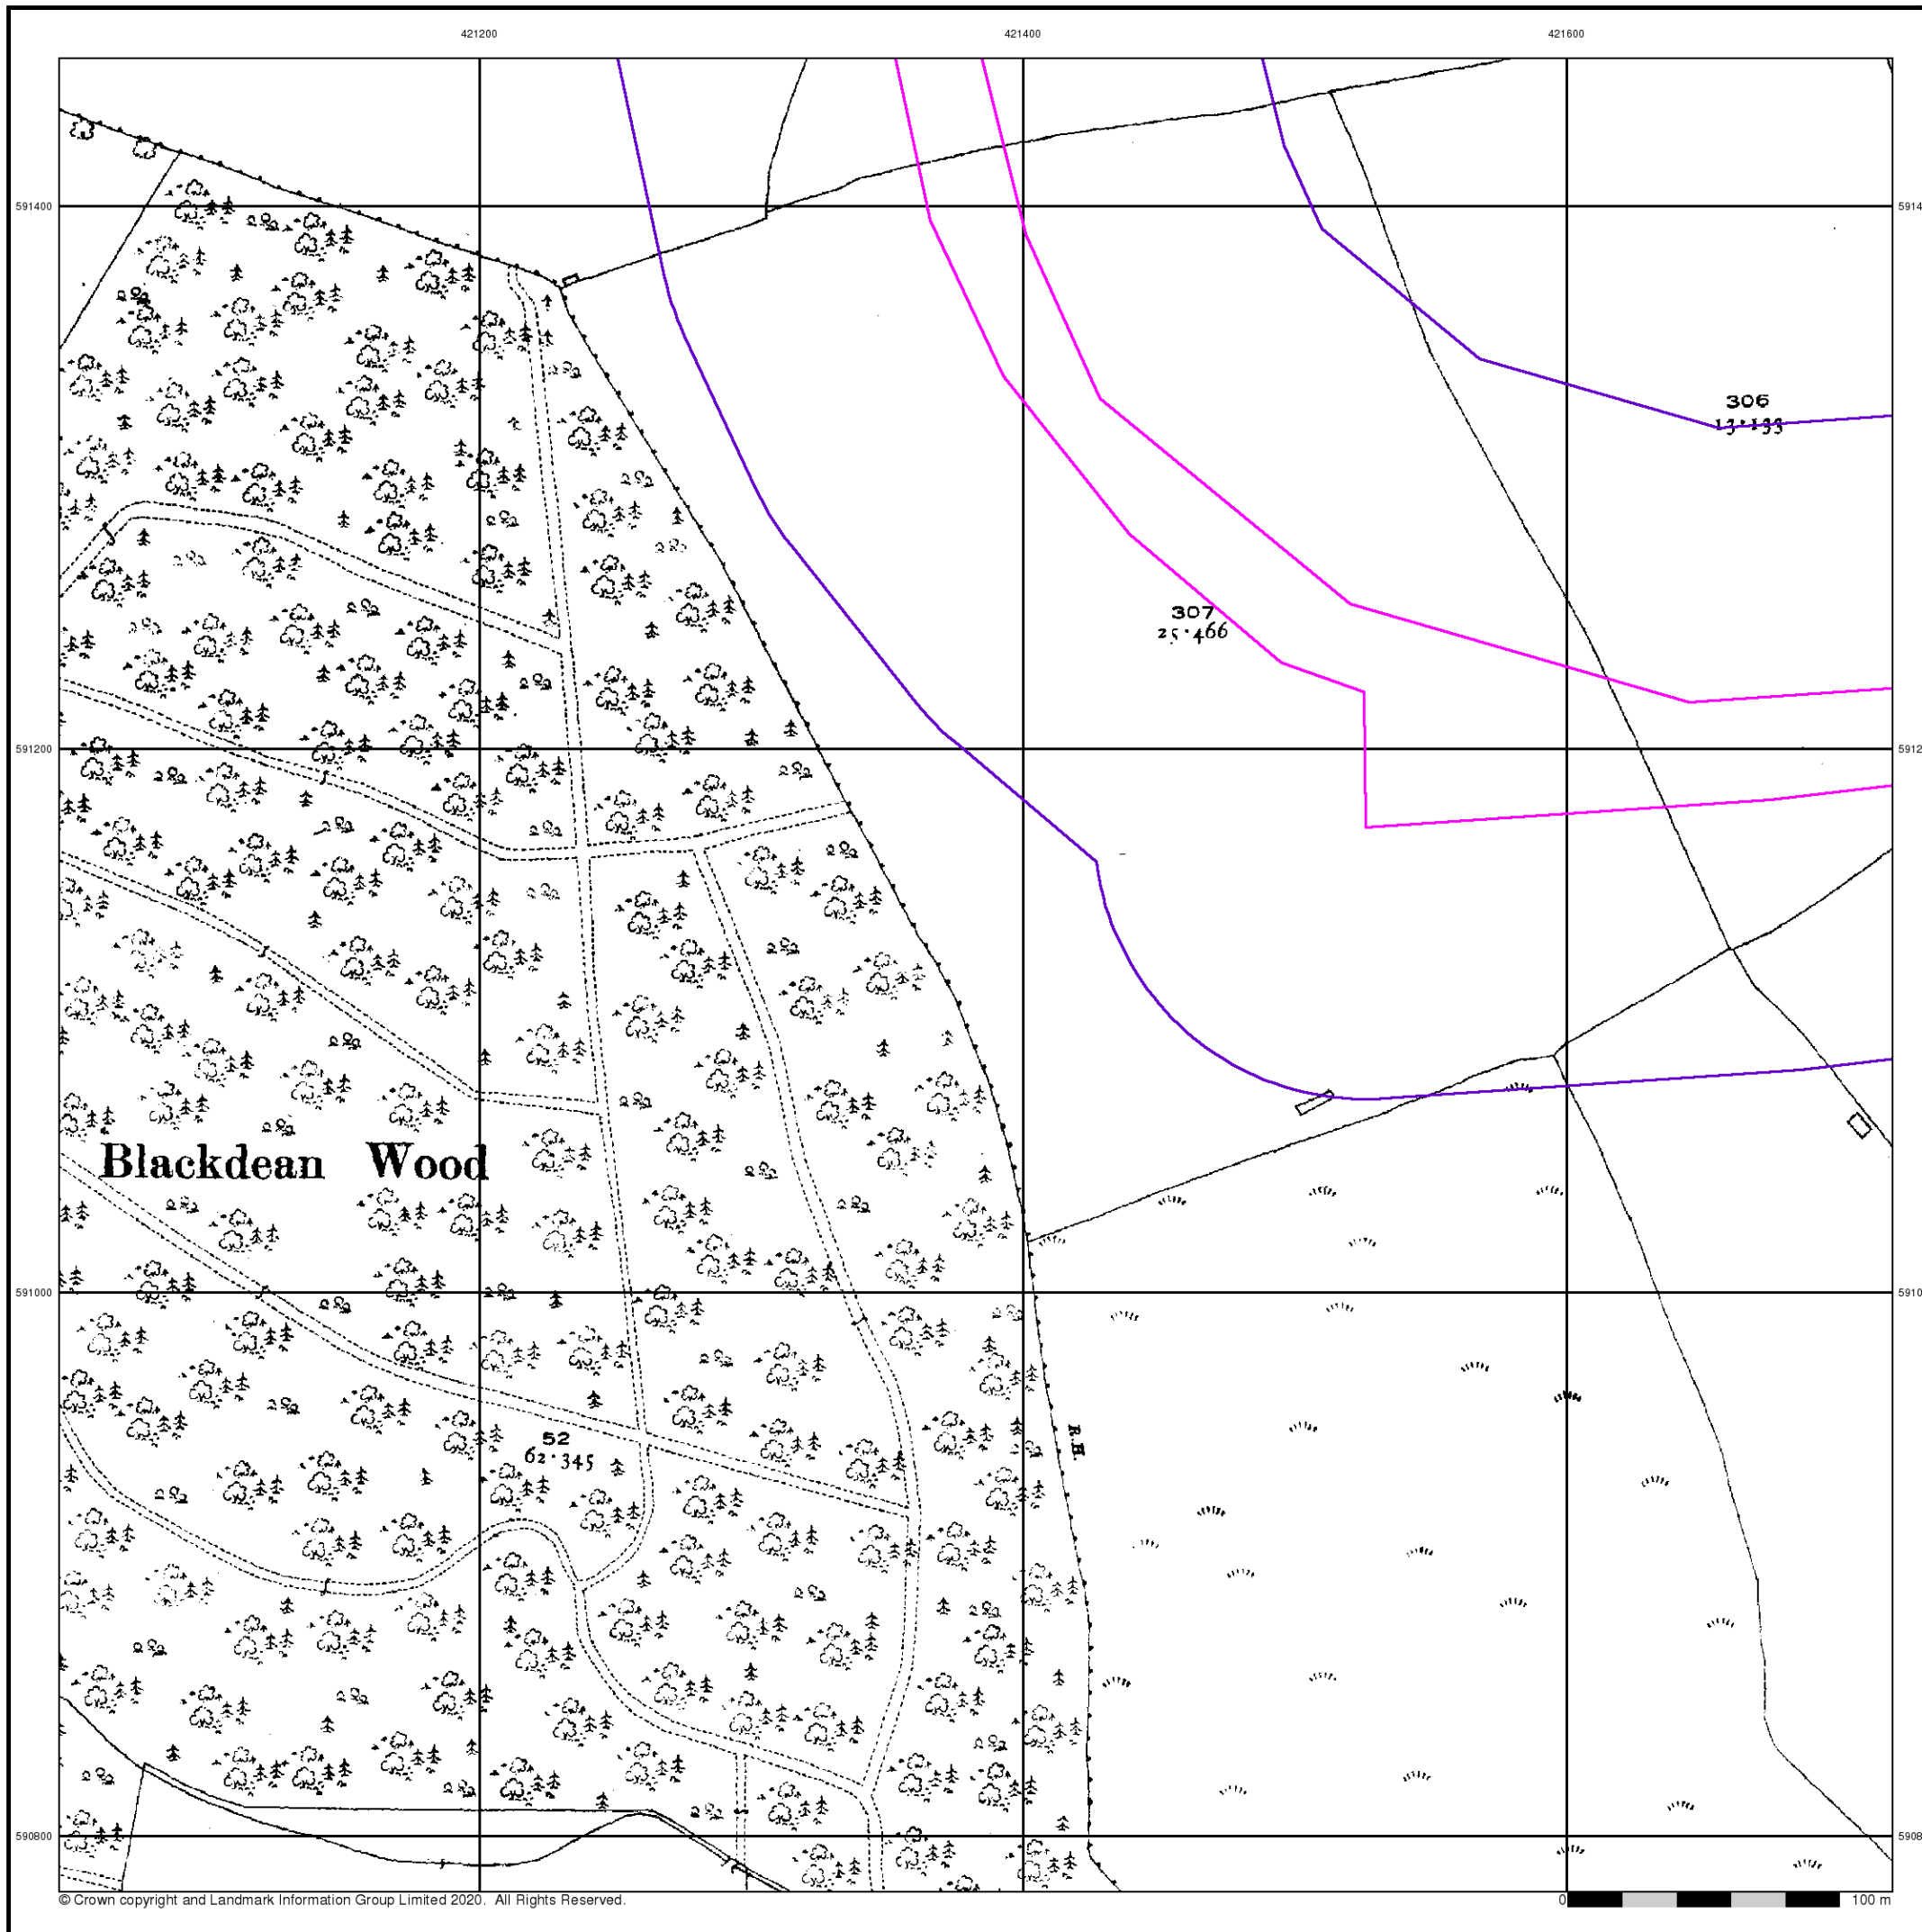 421200 421400 421600
591400 5914
306
13·133
307
25·466
591200 5912
Blackdean Wood
591000 5910
R.H.
52
62·345
590800 5908
© Crown copyright and Landmark Information Group Limited 2020. All Rights Reserved.
0 100 m